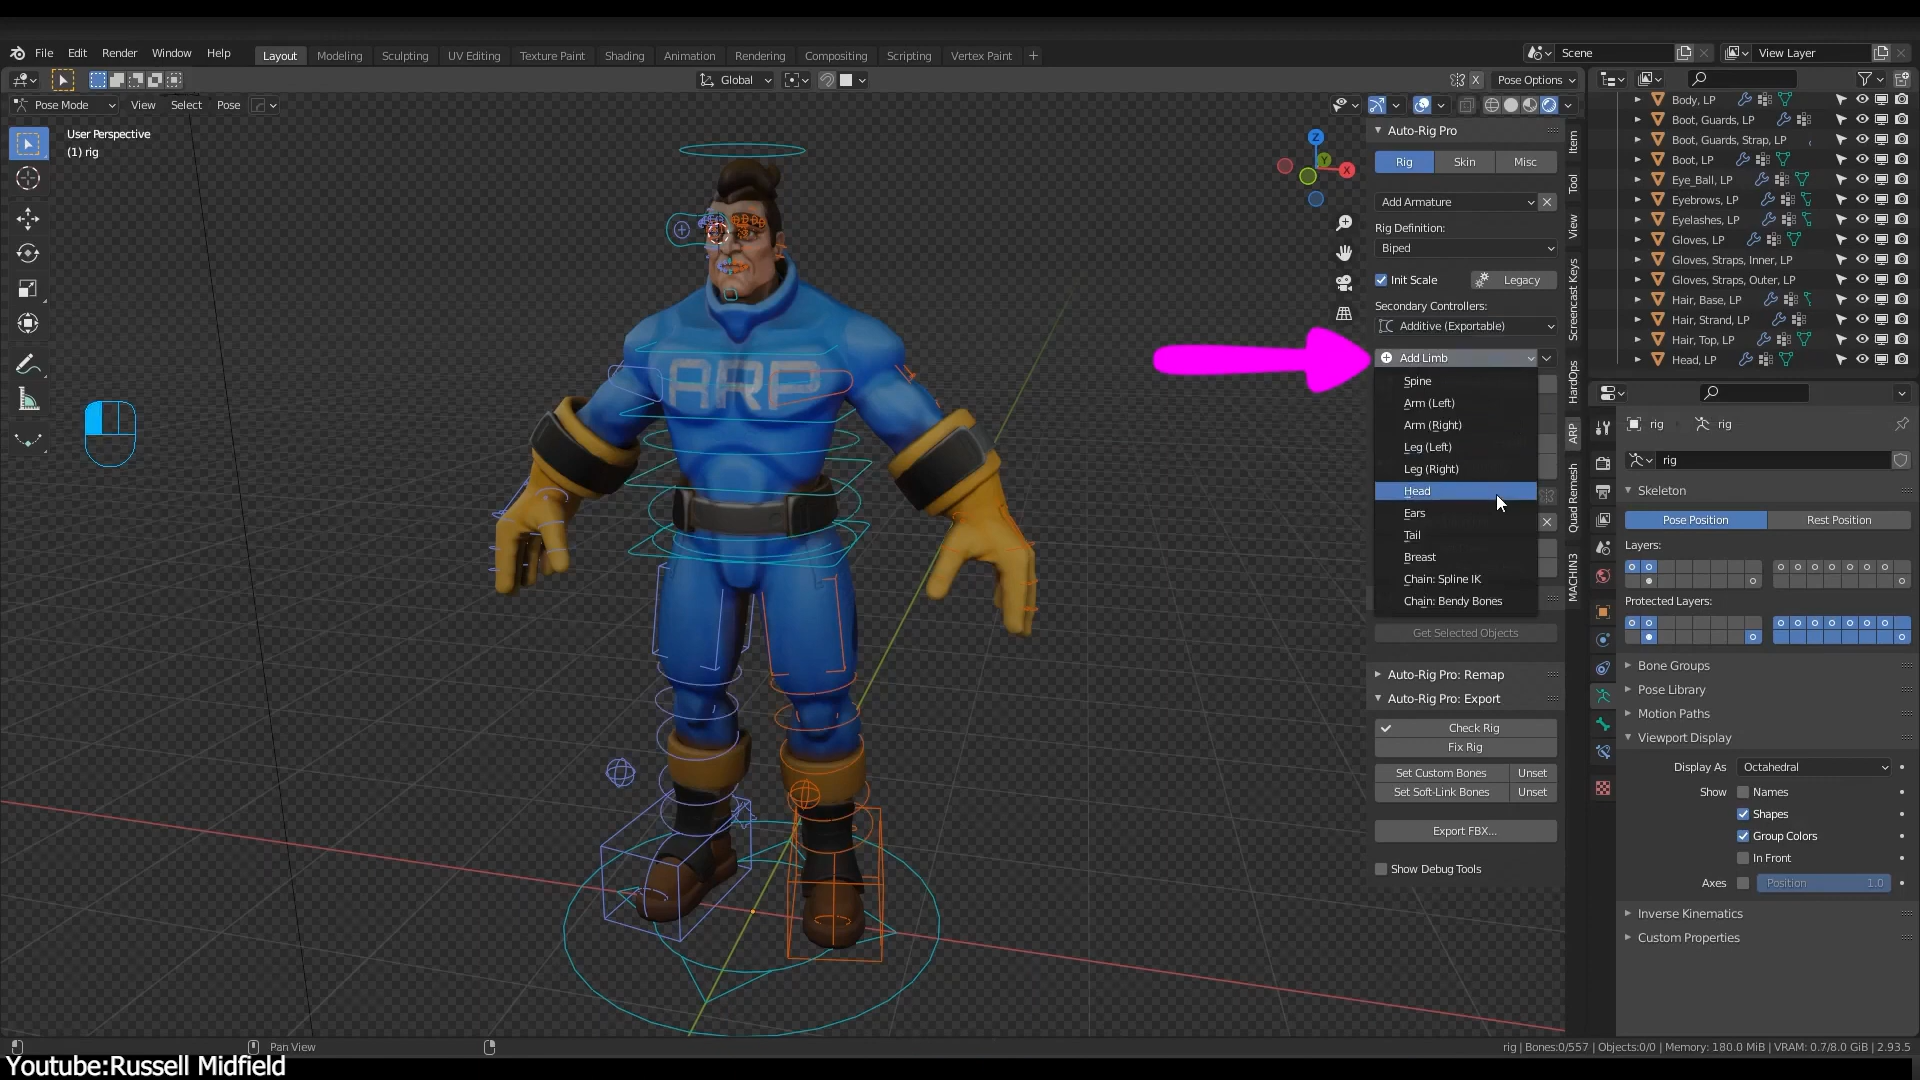 File Edit Render Window Help
Layout Modeling Sculpting UV Editing Texture Paint Shading Animation Rendering Compositing Scripting Vertex Paint +
Scene
View Layer
Global
X
Pose Options
Pose Mode
View Select Pose
User Perspective
(1) rig
Z
Y
X
ARP
Auto-Rig Pro
Rig Skin Misc
Add Armature
Rig Definition:
Biped
Init Scale
Legacy
Secondary Controllers:
Additive (Exportable)
Add Limb
Spine
Arm (Left)
Arm (Right)
Leg (Left)
Leg (Right)
Head
Ears
Tail
Breast
Chain: Spline IK
Chain: Bendy Bones
Get Selected Objects
Auto-Rig Pro: Remap
Auto-Rig Pro: Export
Check Rig
Fix Rig
Set Custom Bones Unset
Set Soft-Link Bones Unset
Export FBX...
Show Debug Tools
Item
Tool
View
Screencast Keys
HardOps
ARP
Quad Remesh
MACHIN3
Body, LP
Boot, Guards, LP
Boot, Guards, Strap, LP
Boot, LP
Eye_Ball, LP
Eyebrows, LP
Eyelashes, LP
Gloves, LP
Gloves, Straps, Inner, LP
Gloves, Straps, Outer, LP
Hair, Base, LP
Hair, Strand, LP
Hair, Top, LP
Head, LP
rig rig
rig
Skeleton
Pose Position Rest Position
Layers:
Protected Layers:
Bone Groups
Pose Library
Motion Paths
Viewport Display
Display As Octahedral
Show Names
Shapes
Group Colors
In Front
Axes Position 1.0
Inverse Kinematics
Custom Properties
Pan View
rig | Bones:0/557 | Objects:0/0 | Memory: 180.0 MiB | VRAM: 0.7/8.0 GiB | 2.93.5
Youtube:Russell Midfield